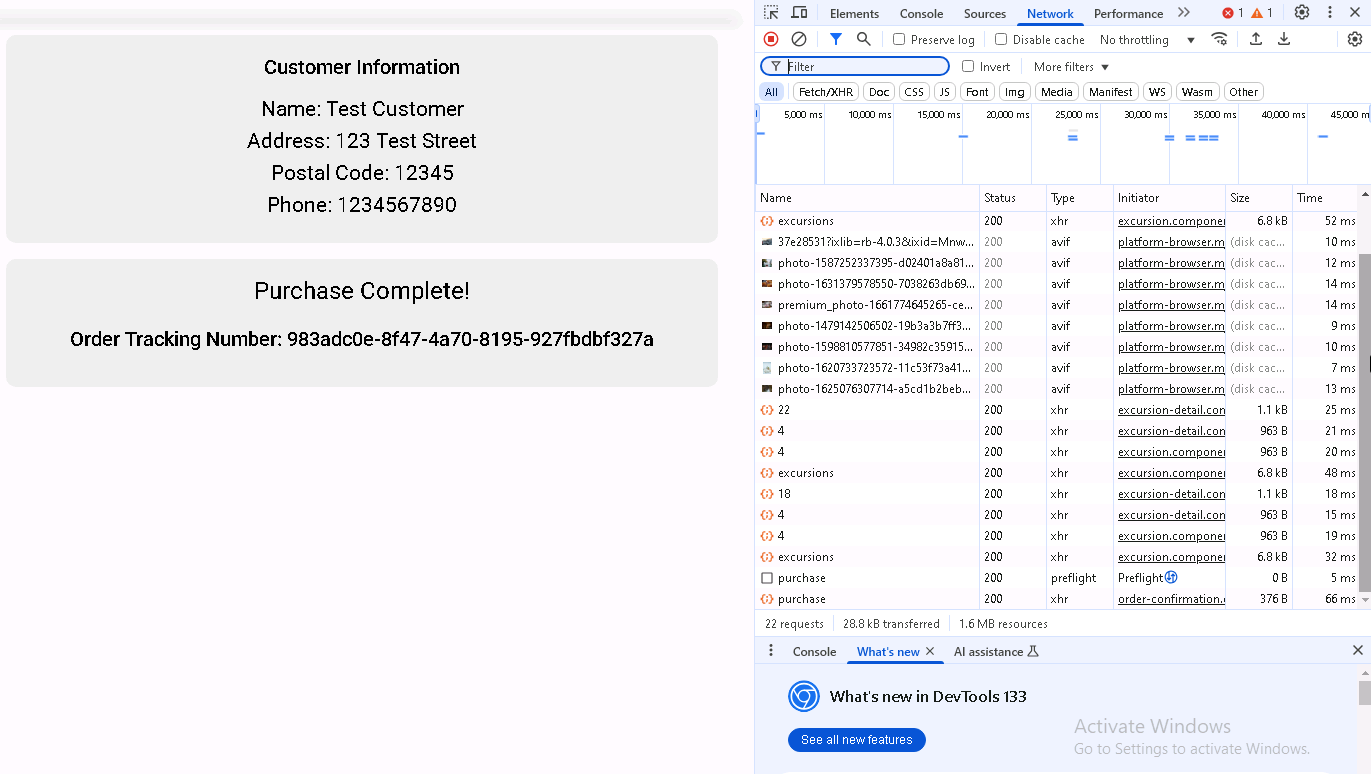 Customer Information
Name: Test Customer
Address: 123 Test Street
Postal Code: 12345
Phone: 1234567890
Purchase Complete!
Order Tracking Number: 983adc0e-8f47-4a70-8195-927fbdbf327a
Elements Console Sources Network Performance 1 1
Preserve log Disable cache No throttling
Filter Invert More filters
All Fetch/XHR Doc CSS JS Font Img Media Manifest WS Wasm Other
5,000 ms 10,000 ms 15,000 ms 20,000 ms 25,000 ms 30,000 ms 35,000 ms 40,000 ms 45,000 m
Name Status Type Initiator Size Time
excursions 200 xhr excursion.componer 6.8 kB 52 ms
37e28531?ixlib=rb-4.0.3&ixid=Mnw... 200 avif platform-browser.m (disk cac... 10 ms
photo-1587252337395-d02401a8a81... 200 avif platform-browser.m (disk cac... 12 ms
photo-1631379578550-7038263db69... 200 avif platform-browser.m (disk cac... 14 ms
premium_photo-1661774645265-ce... 200 avif platform-browser.m (disk cac... 14 ms
photo-1479142506502-19b3a3b7ff3... 200 avif platform-browser.m (disk cac... 9 ms
photo-1598810577851-34982c35915... 200 avif platform-browser.m (disk cac... 10 ms
photo-1620733723572-11c53f73a41... 200 avif platform-browser.m (disk cac... 7 ms
photo-1625076307714-a5cd1b2beb... 200 avif platform-browser.m (disk cac... 13 ms
22 200 xhr excursion-detail.con 1.1 kB 25 ms
4 200 xhr excursion-detail.con 963 B 21 ms
4 200 xhr excursion.componer 963 B 20 ms
excursions 200 xhr excursion.componer 6.8 kB 48 ms
18 200 xhr excursion-detail.con 1.1 kB 18 ms
4 200 xhr excursion-detail.con 963 B 15 ms
4 200 xhr excursion.componer 963 B 19 ms
excursions 200 xhr excursion.componer 6.8 kB 32 ms
purchase 200 preflight Preflight 0 B 5 ms
purchase 200 xhr order-confirmation. 376 B 66 ms
22 requests 28.8 kB transferred 1.6 MB resources
Console What's new AI assistance
What's new in DevTools 133
See all new features
Activate Windows
Go to Settings to activate Windows.